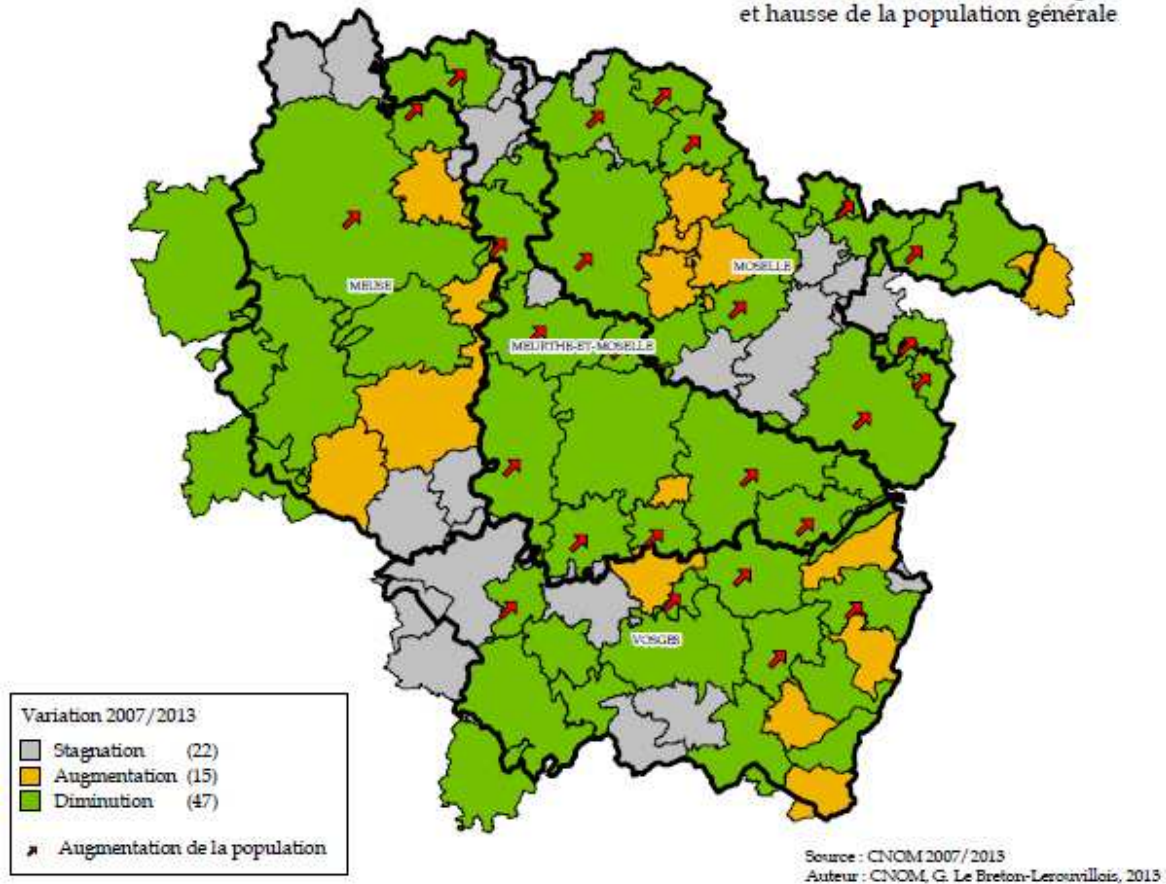 et hausse de la population générale
MEUSE
MOSELLE
MEURTHE-ET-MOSELLE
VOSGES
Variation 2007/2013
Stagnation (22)
Augmentation (15)
Diminution (47)
Augmentation de la population
Source : CNOM 2007/2013
Auteur : CNOM, G. Le Breton-Lerouvillois, 2013